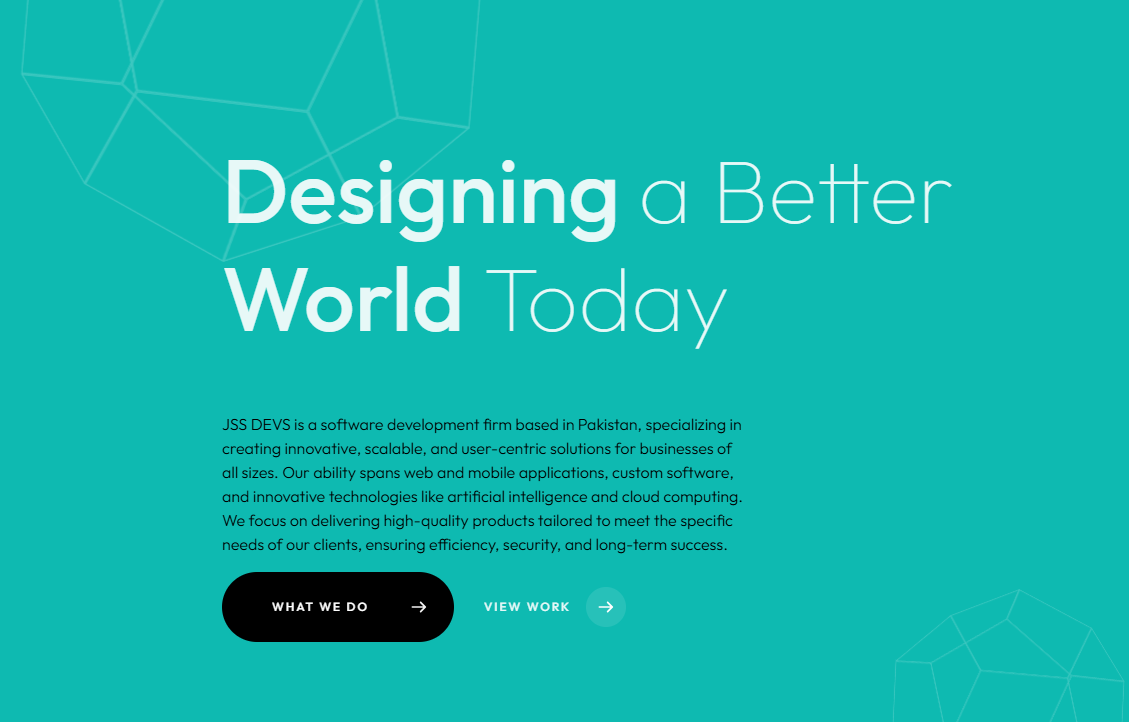 Designing a Better
World Today
JSS DEVS is a software development firm based in Pakistan, specializing in
creating innovative, scalable, and user-centric solutions for businesses of
all sizes. Our ability spans web and mobile applications, custom software,
and innovative technologies like artificial intelligence and cloud computing.
We focus on delivering high-quality products tailored to meet the specific
needs of our clients, ensuring efficiency, security, and long-term success.
WHAT WE DO
VIEW WORK